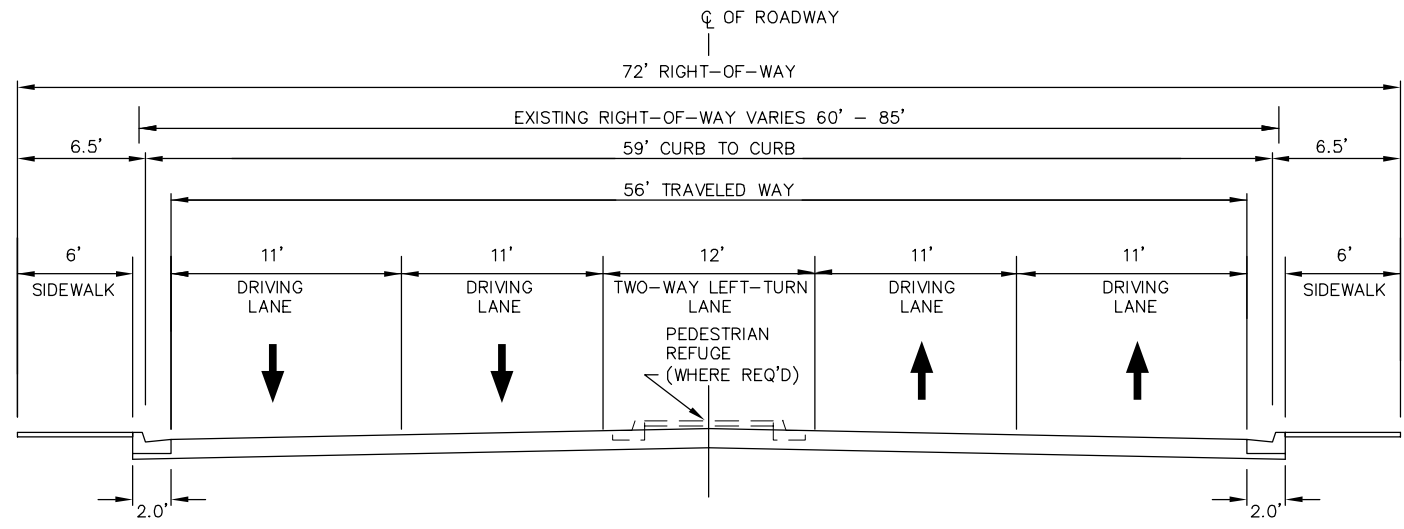 ℄ OF ROADWAY
72' RIGHT-OF-WAY
EXISTING RIGHT-OF-WAY VARIES 60' - 85'
6.5'
59' CURB TO CURB
6.5'
56' TRAVELED WAY
6'
SIDEWALK
11'
DRIVING
LANE
11'
DRIVING
LANE
12'
TWO-WAY LEFT-TURN
LANE
PEDESTRIAN
REFUGE
(WHERE REQ'D)
11'
DRIVING
LANE
11'
DRIVING
LANE
6'
SIDEWALK
2.0'
2.0'